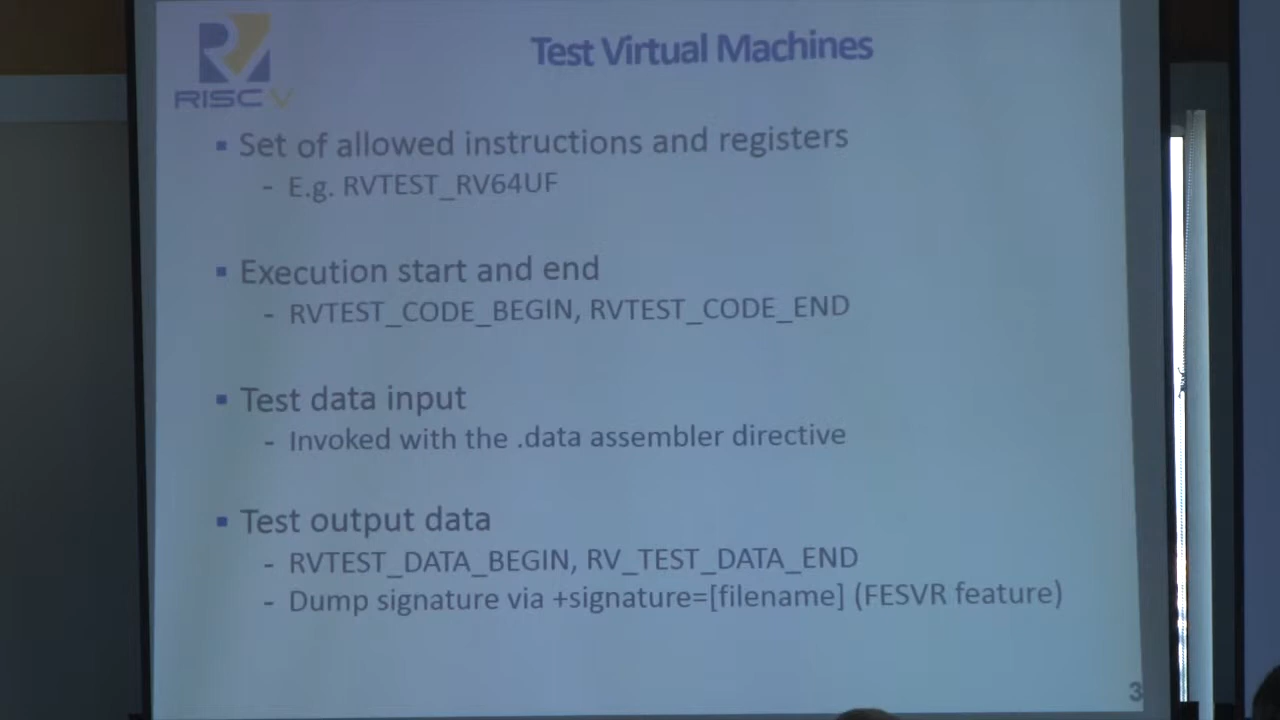 RISC V
Test Virtual Machines
▪ Set of allowed instructions and registers
- E.g. RVTEST_RV64UF
▪ Execution start and end
- RVTEST_CODE_BEGIN, RVTEST_CODE_END
▪ Test data input
- Invoked with the .data assembler directive
▪ Test output data
- RVTEST_DATA_BEGIN, RV_TEST_DATA_END
- Dump signature via +signature=[filename] (FESVR feature)
3